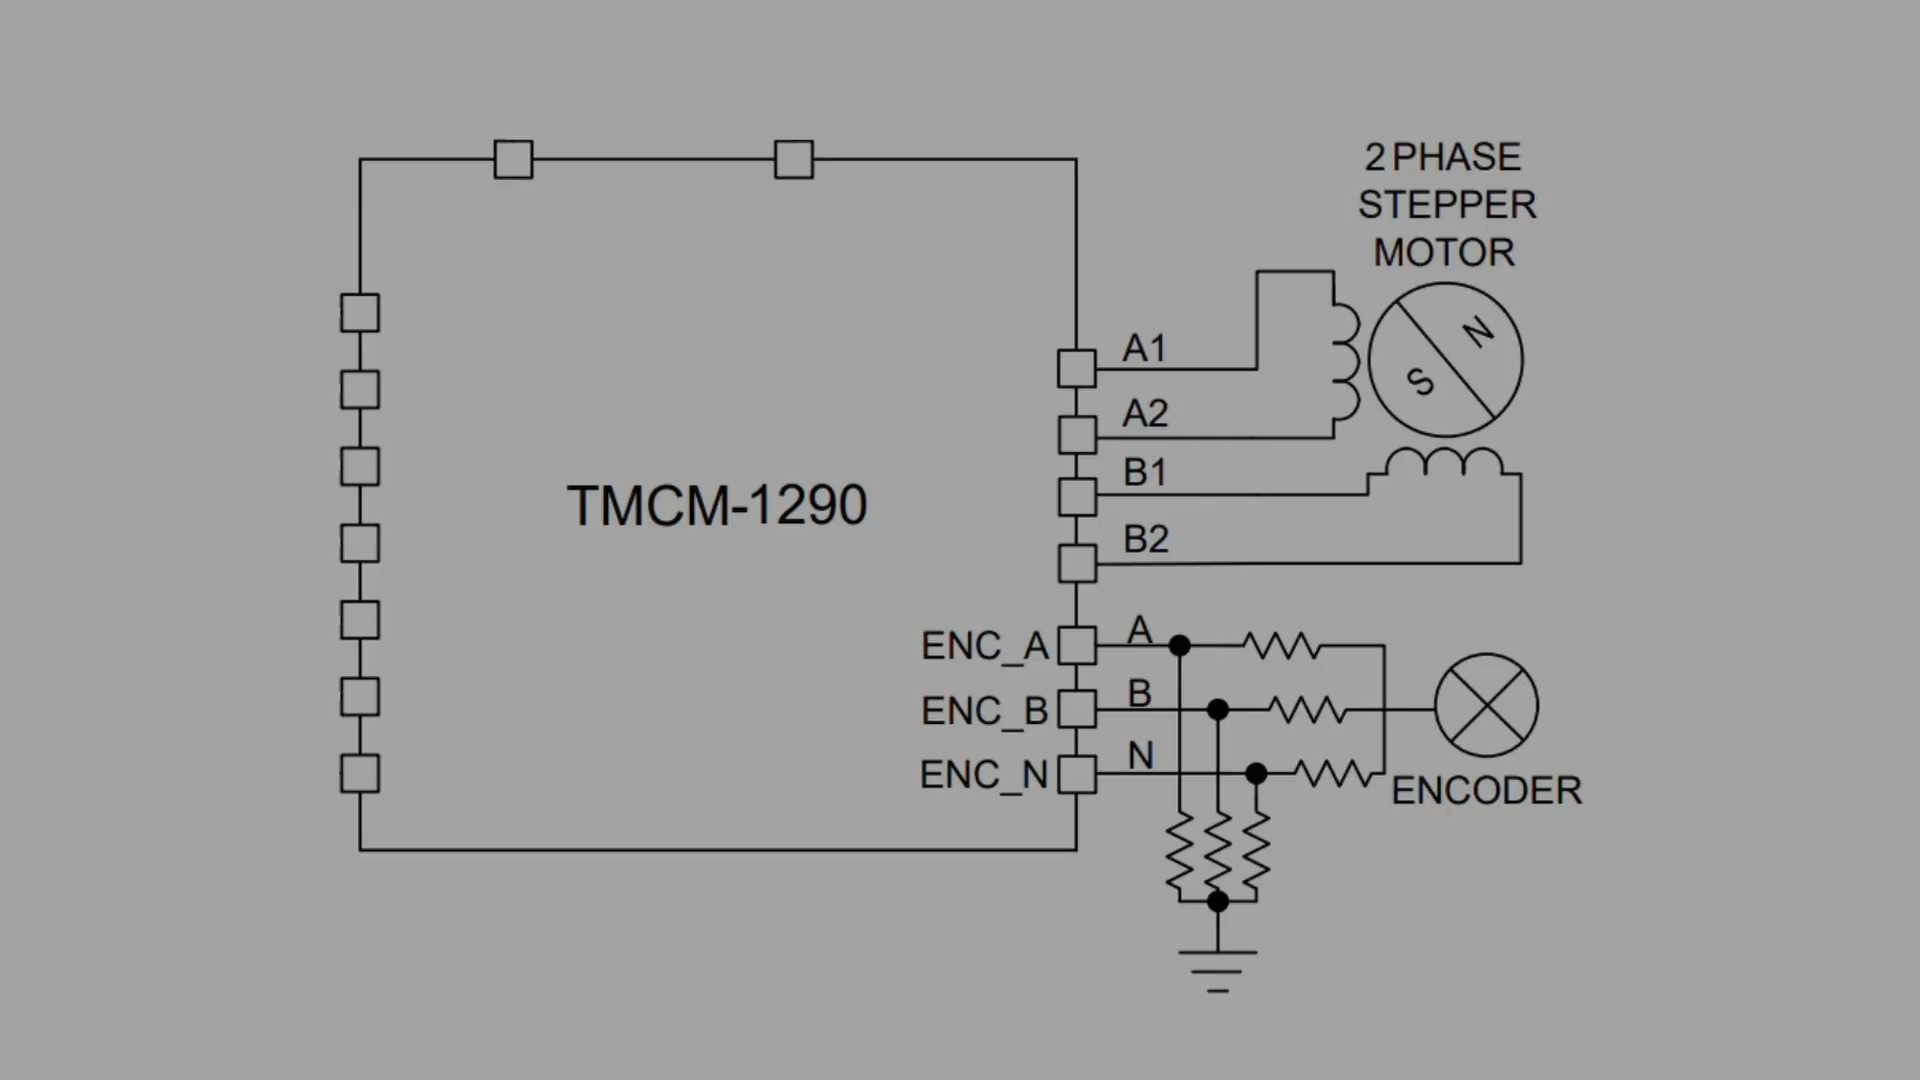 2 PHASE
STEPPER
MOTOR
N
S
A1
A2
B1
B2
TMCM-1290
ENC_A
A
ENC_B
B
ENC_N
N
ENCODER